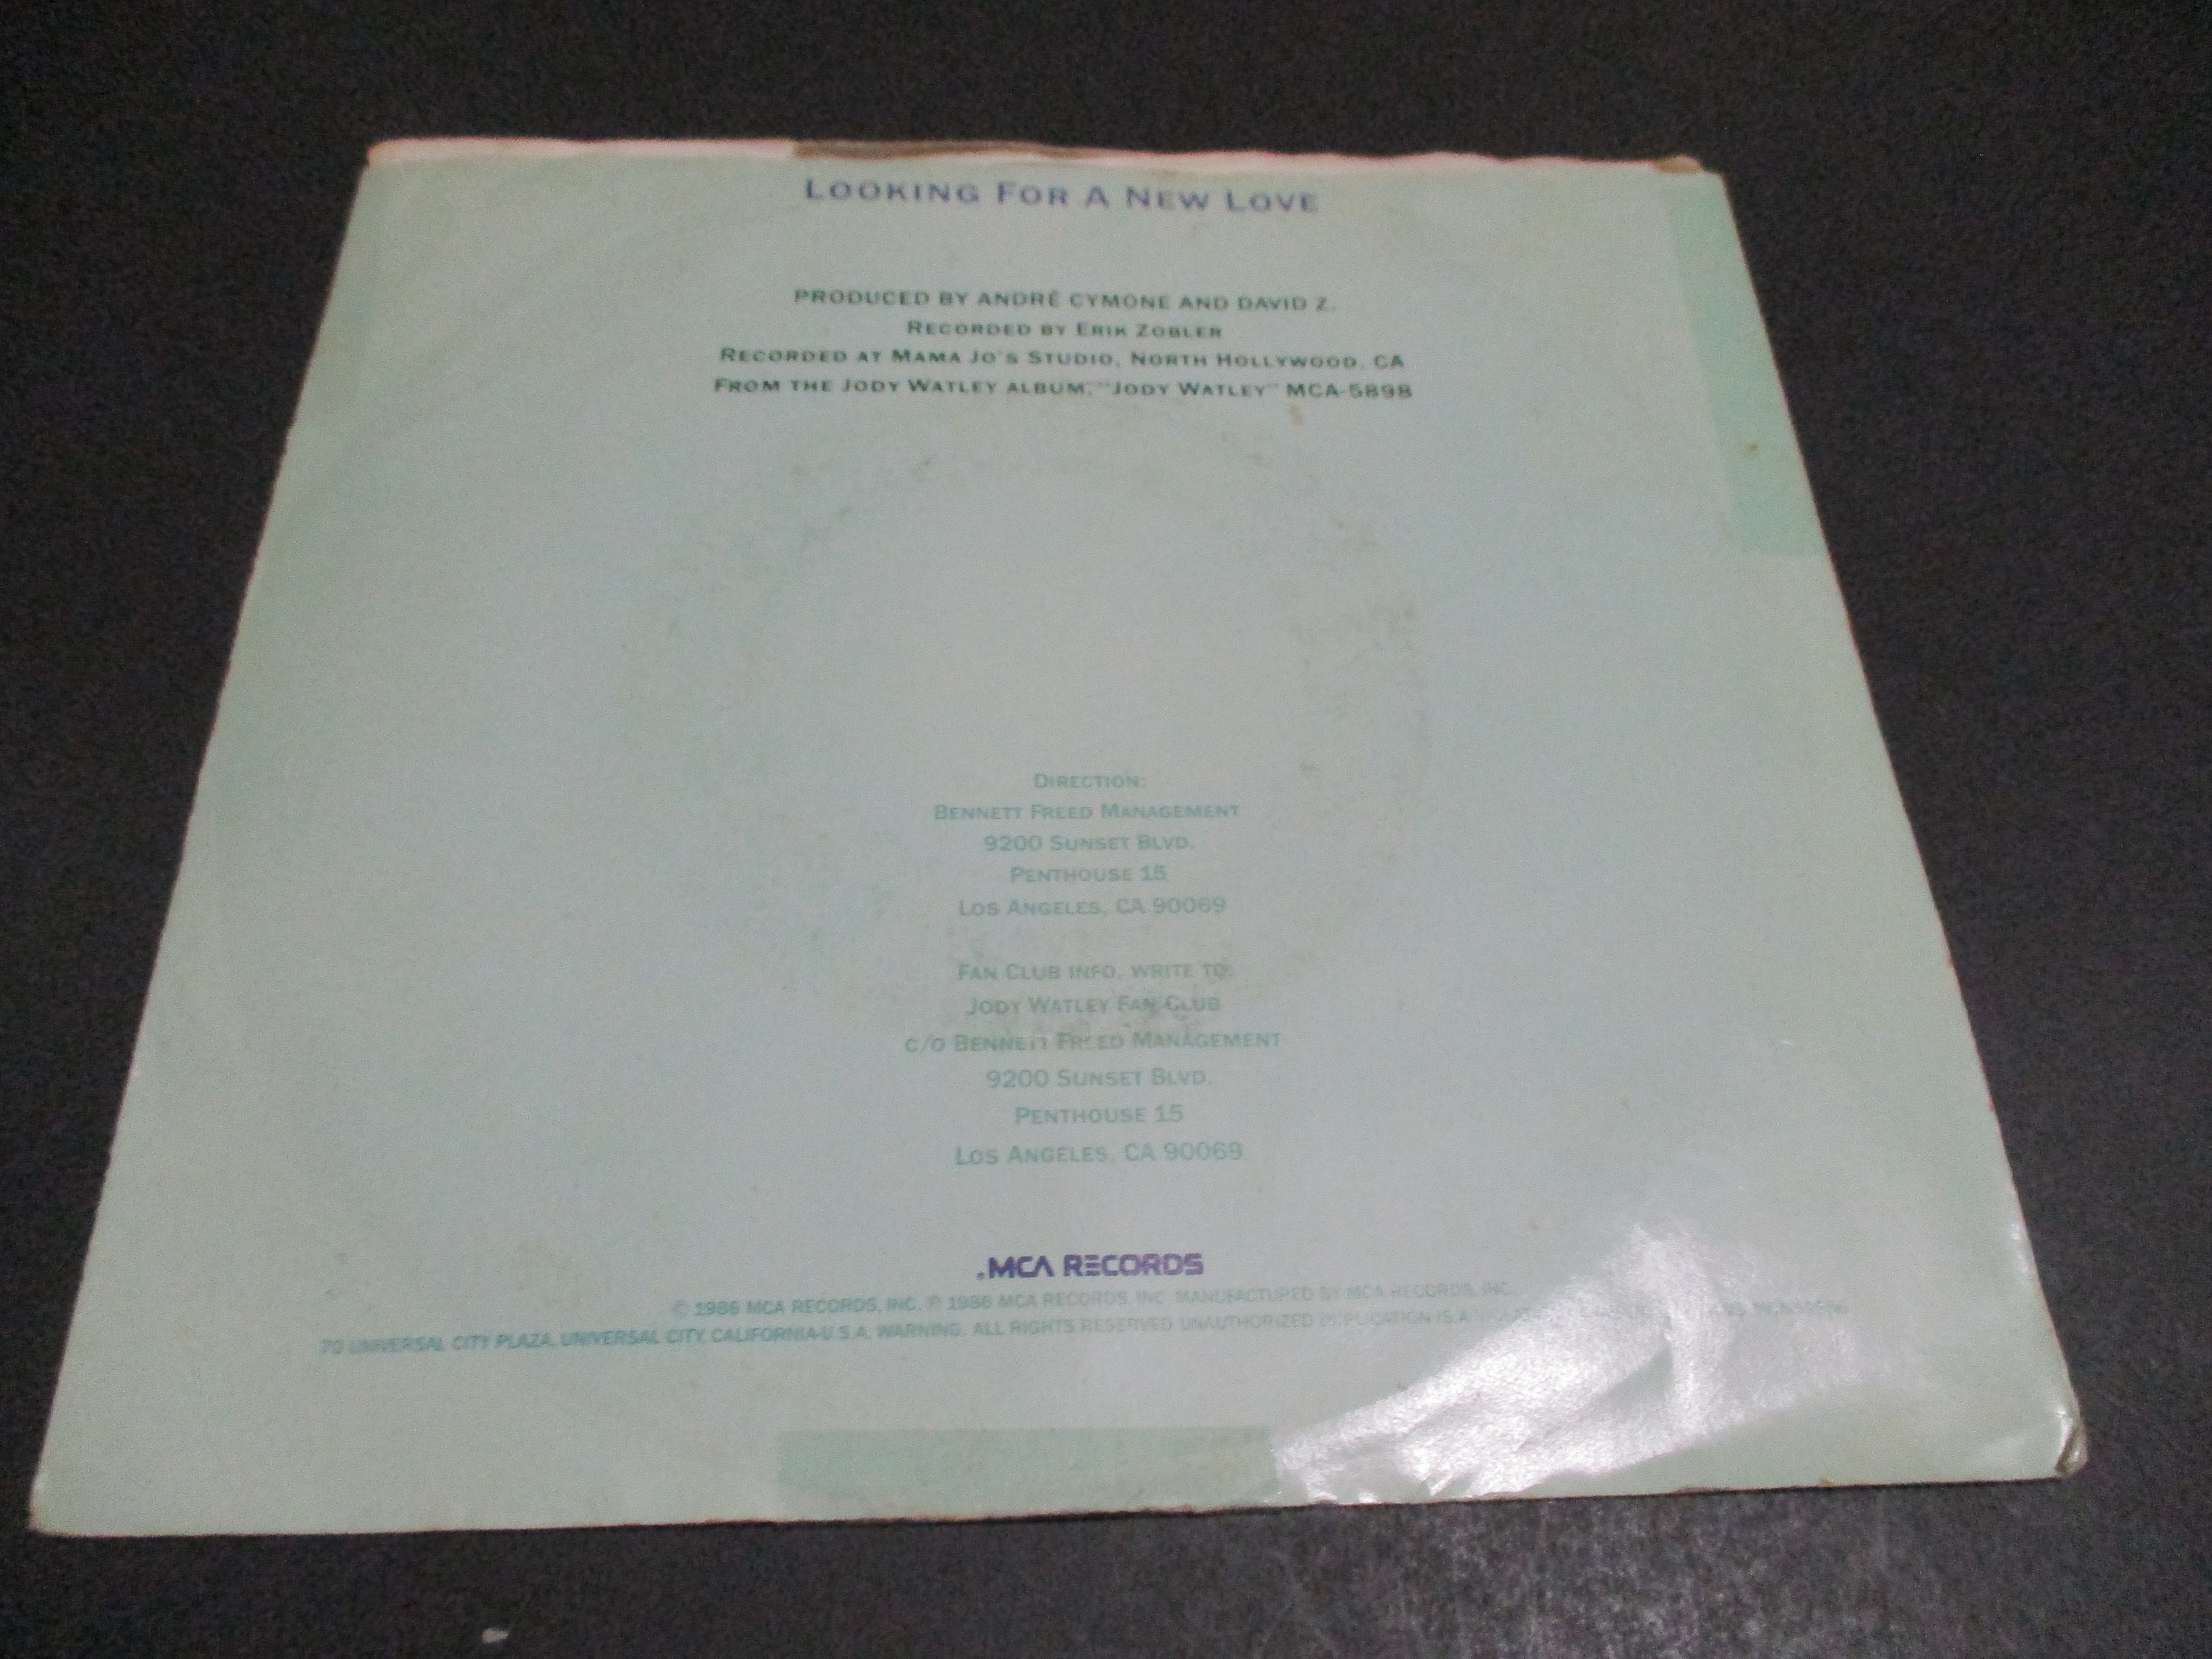 LOOKING FOR A NEW LOVE
PRODUCED BY ANDRÉ CYMONE AND DAVID Z.
RECORDED BY ERIK ZOBLER
RECORDED AT MAMA JO'S STUDIO, NORTH HOLLYWOOD, CA
FROM THE JODY WATLEY ALBUM, "JODY WATLEY" MCA-5898
DIRECTION:
BENNETT FREED MANAGEMENT
9200 SUNSET BLVD.
PENTHOUSE 15
LOS ANGELES, CA 90069
FAN CLUB INFO, WRITE TO:
JODY WATLEY FAN CLUB
C/O BENNETT FREED MANAGEMENT
9200 SUNSET BLVD.
PENTHOUSE 15
LOS ANGELES, CA 90069
MCA RECORDS
© 1986 MCA RECORDS, INC. ℗ 1986 MCA RECORDS, INC. MANUFACTURED BY MCA RECORDS, INC.
70 UNIVERSAL CITY PLAZA, UNIVERSAL CITY, CALIFORNIA-U.S.A. WARNING: ALL RIGHTS RESERVED UNAUTHORIZED DUPLICATION IS A